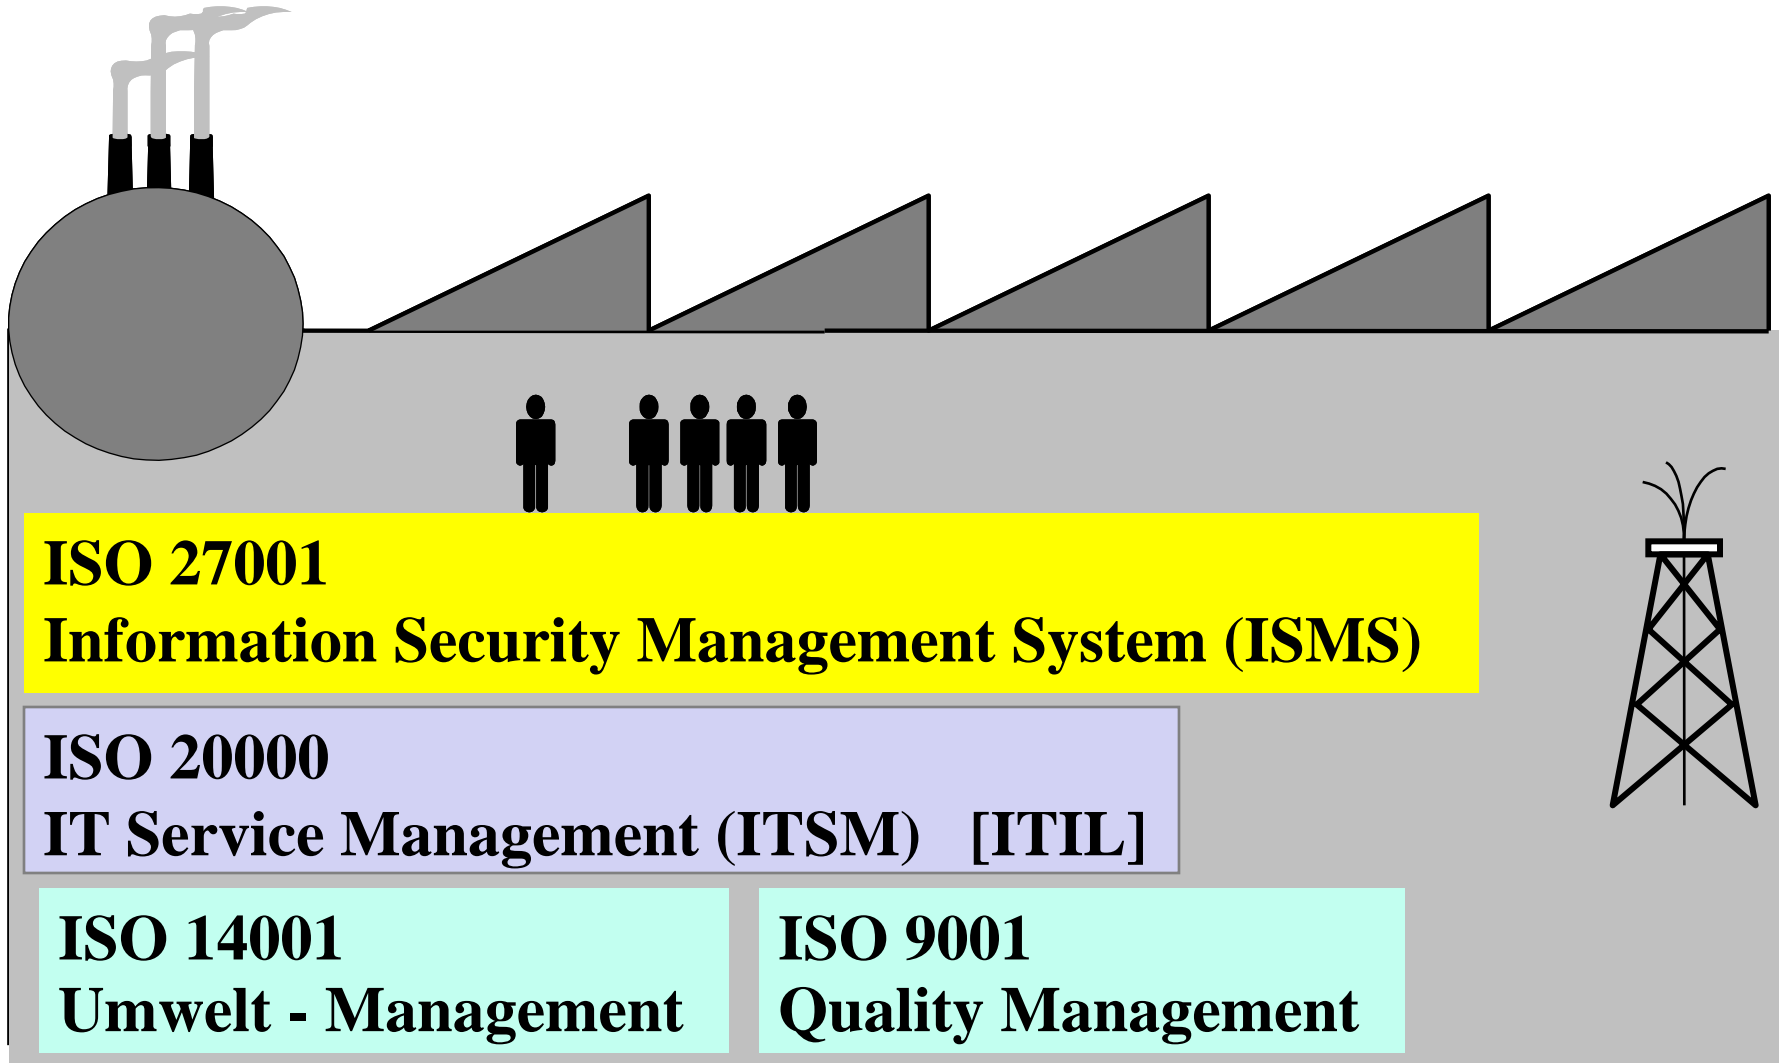 ISO 27001
Information Security Management System (ISMS)
ISO 20000
IT Service Management (ITSM) [ITIL]
ISO 14001
Umwelt - Management
ISO 9001
Quality Management